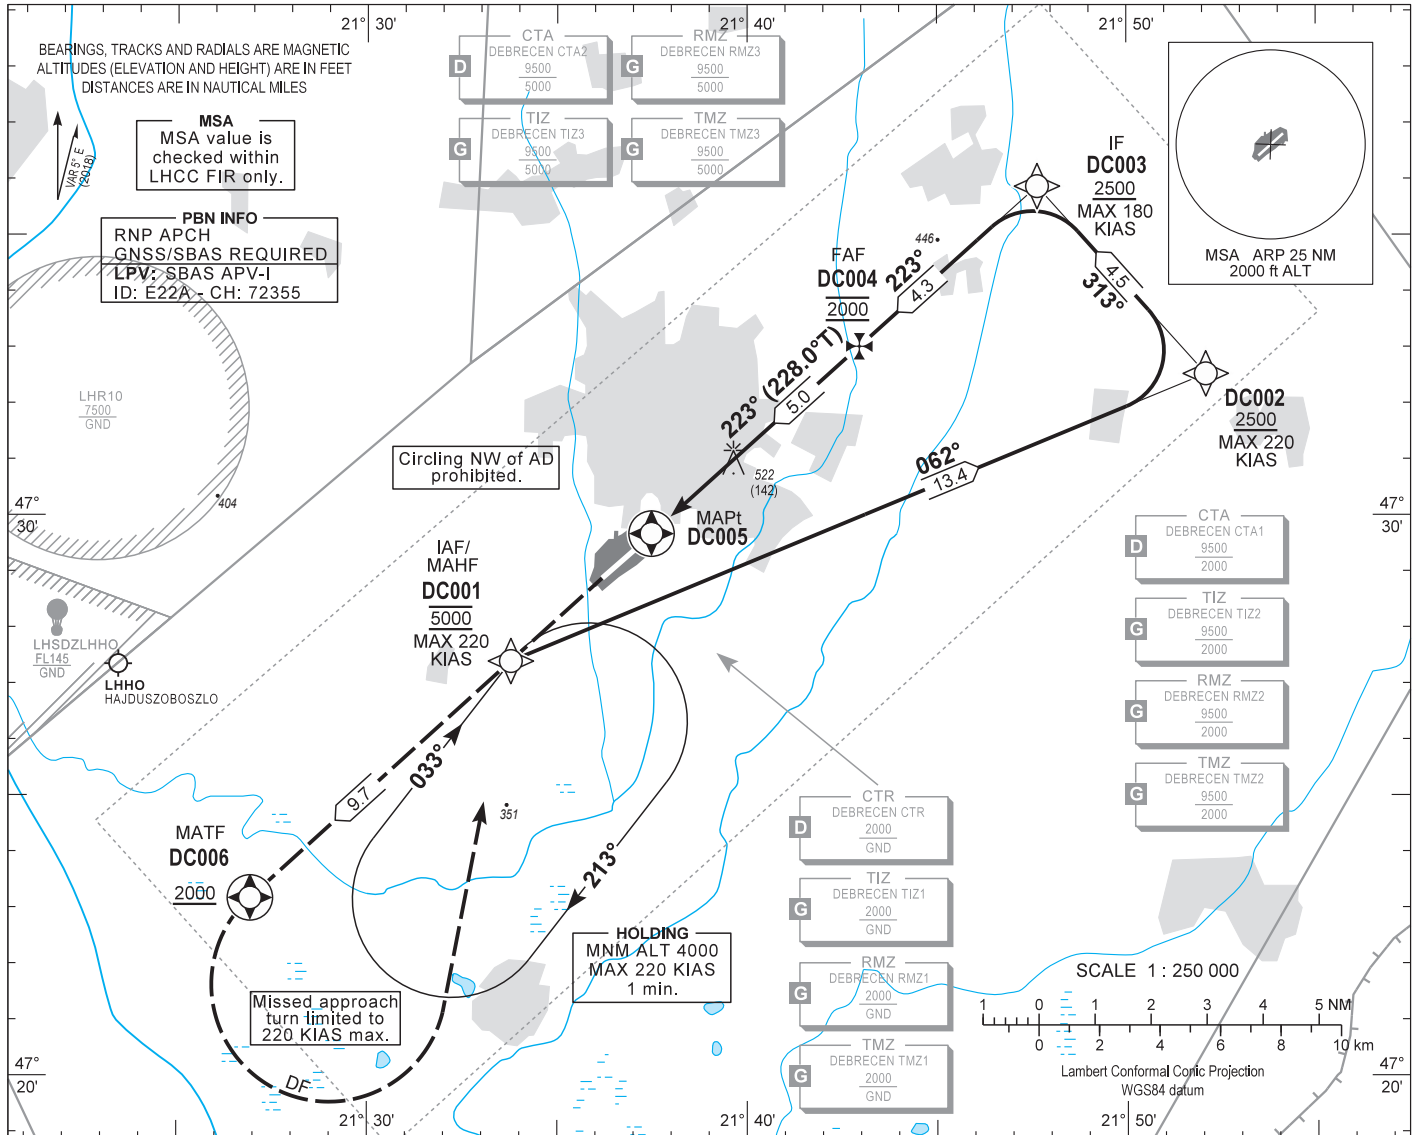 21° 30'
21° 40'
21° 50'
BEARINGS, TRACKS AND RADIALS ARE MAGNETIC
ALTITUDES (ELEVATION AND HEIGHT) ARE IN FEET
DISTANCES ARE IN NAUTICAL MILES
VAR 5° E
(2018)
MSA
MSA value is
checked within
LHCC FIR only.
PBN INFO
RNP APCH
GNSS/SBAS REQUIRED
LPV: SBAS APV-I
ID: E22A - CH: 72355
CTA
DEBRECEN CTA2
D
9500
5000
RMZ
DEBRECEN RMZ3
G
9500
5000
TIZ
DEBRECEN TIZ3
G
9500
5000
TMZ
DEBRECEN TMZ3
G
9500
5000
MSA ARP 25 NM
2000 ft ALT
IF
DC003
2500
MAX 180
KIAS
446
FAF
DC004
2000
223°
4.3
4.5
313°
223° (228.0°T)
5.0
DC002
2500
MAX 220
KIAS
062°
13.4
LHR10
7500
GND
404
Circling NW of AD
prohibited.
522
(142)
47°
30'
47°
30'
MAPt
DC005
IAF/
MAHF
DC001
5000
MAX 220
KIAS
LHSDZLHHO
FL145
GND
LHHO
HAJDUSZOBOSZLO
CTA
DEBRECEN CTA1
D
9500
2000
TIZ
DEBRECEN TIZ2
G
9500
2000
RMZ
DEBRECEN RMZ2
G
9500
2000
TMZ
DEBRECEN TMZ2
G
9500
2000
033°
9.7
351
213°
MATF
DC006
2000
CTR
DEBRECEN CTR
D
2000
GND
TIZ
DEBRECEN TIZ1
G
2000
GND
RMZ
DEBRECEN RMZ1
G
2000
GND
TMZ
DEBRECEN TMZ1
G
2000
GND
HOLDING
MNM ALT 4000
MAX 220 KIAS
1 min.
Missed approach
turn limited to
220 KIAS max.
DF
SCALE 1 : 250 000
1 0 1 2 3 4 5 NM
0 2 4 6 8 10 km
Lambert Conformal Conic Projection
WGS84 datum
47°
20'
47°
20'
21° 30'
21° 40'
21° 50'